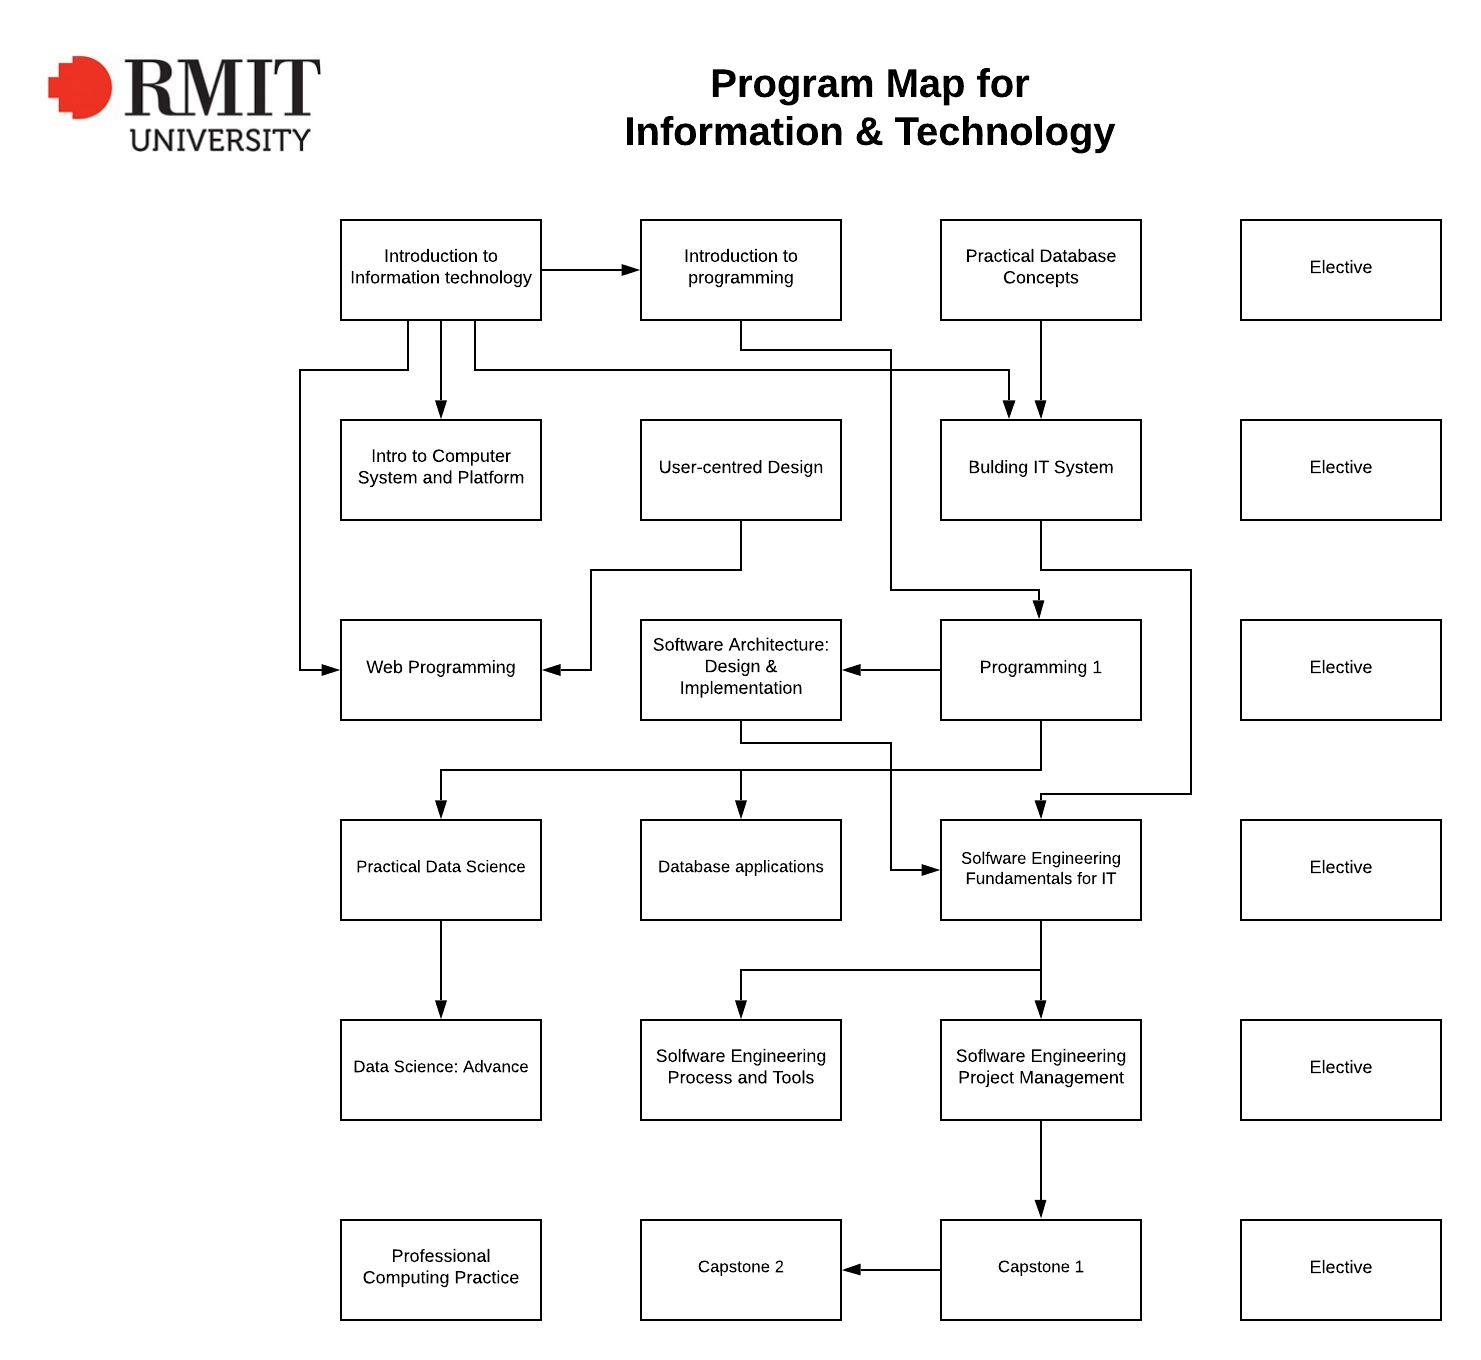 RMIT
UNIVERSITY
Program Map for
Information & Technology
Introduction to
Information technology
Introduction to
programming
Practical Database
Concepts
Elective
Intro to Computer
System and Platform
User-centred Design
Bulding IT System
Elective
Web Programming
Software Architecture:
Design &
Implementation
Programming 1
Elective
Practical Data Science
Database applications
Solfware Engineering
Fundamentals for IT
Elective
Data Science: Advance
Solfware Engineering
Process and Tools
Soflware Engineering
Project Management
Elective
Professional
Computing Practice
Capstone 2
Capstone 1
Elective